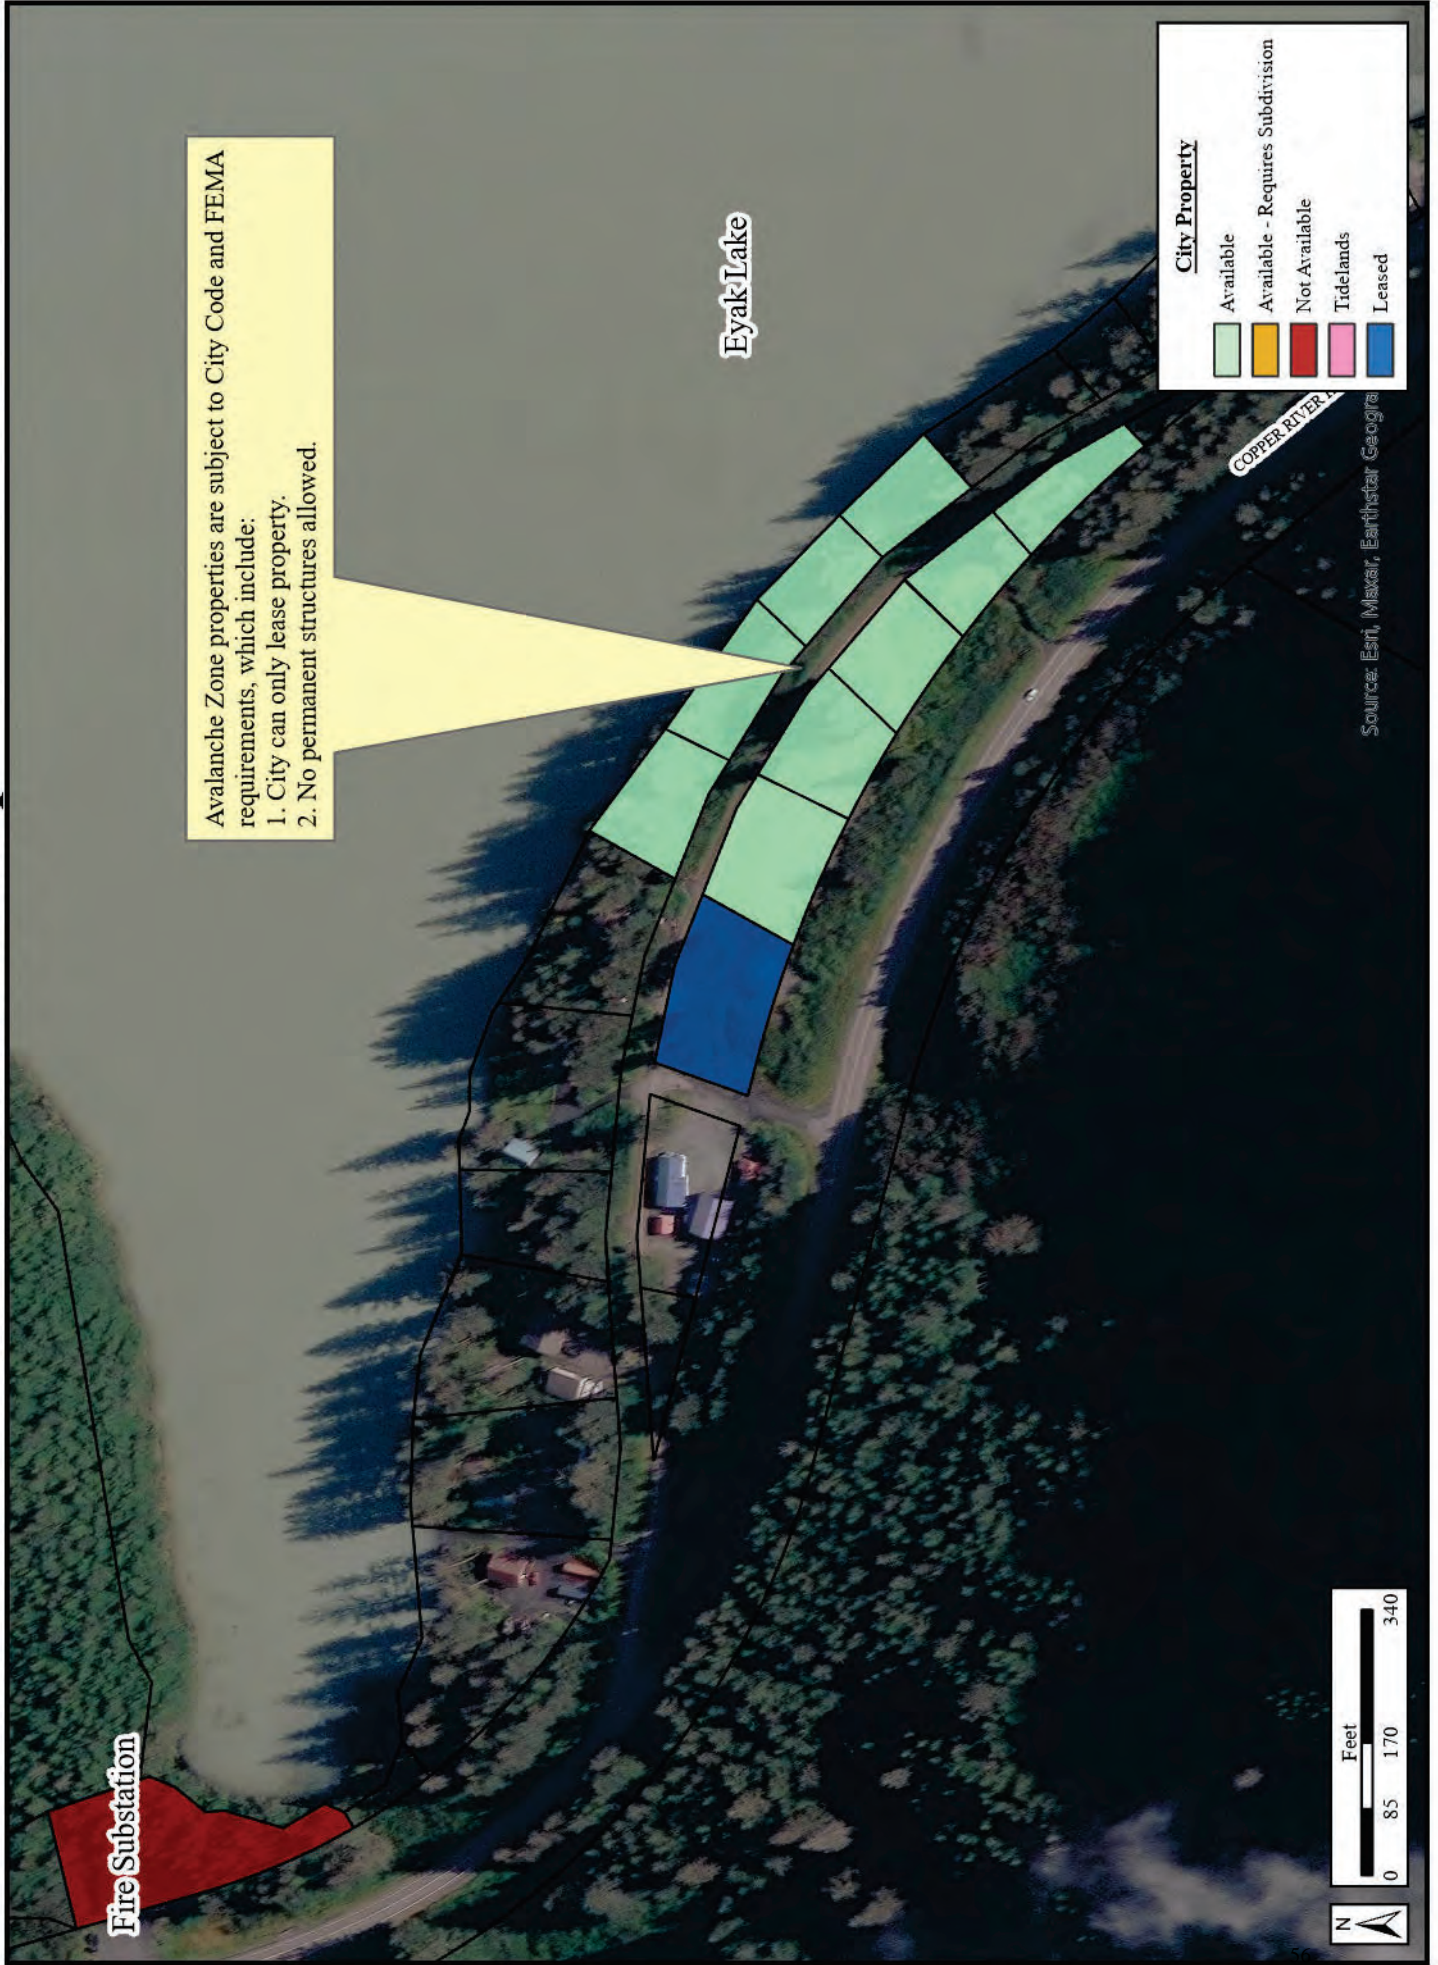 Avalanche Zone properties are subject to City Code and FEMA
requirements, which include:
1. City can only lease property.
2. No permanent structures allowed.
Fire Substation
Eyak Lake
COPPER RIVER
City Property
Available
Available - Requires Subdivision
Not Available
Tidelands
Leased
Source: Esri, Maxar, Earthstar Geogra
N
Feet
0 85 170 340